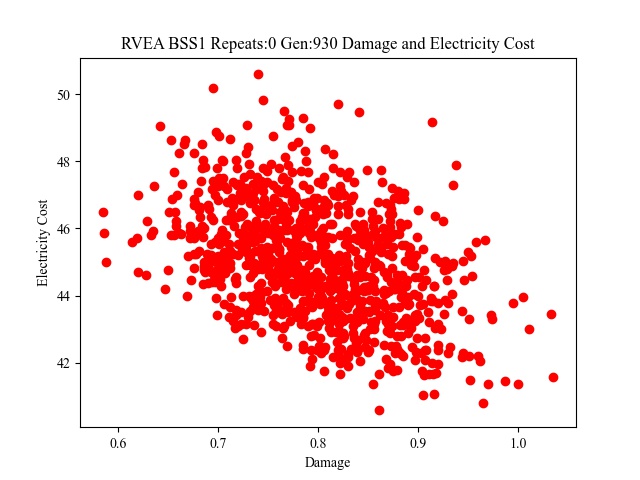 RVEA BSS1 Repeats:0 Gen:930 Damage and Electricity Cost
50
48
46
44
42
Electricity Cost
0.6 0.7 0.8 0.9 1.0
Damage